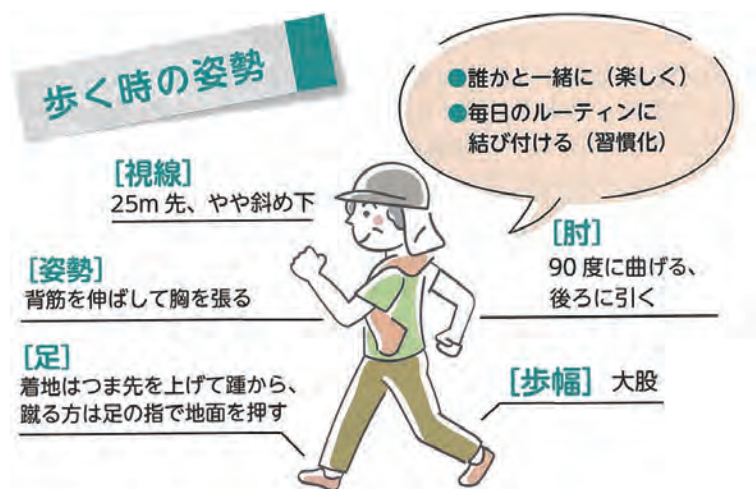 歩く時の姿勢
●誰かと一緒に（楽しく）
●毎日のルーティンに
結び付ける（習慣化）
[視線]
25m 先、やや斜め下
[姿勢]
背筋を伸ばして胸を張る
[足]
着地はつま先を上げて踵から、
蹴る方は足の指で地面を押す
[肘]
90 度に曲げる、
後ろに引く
[歩幅] 大股